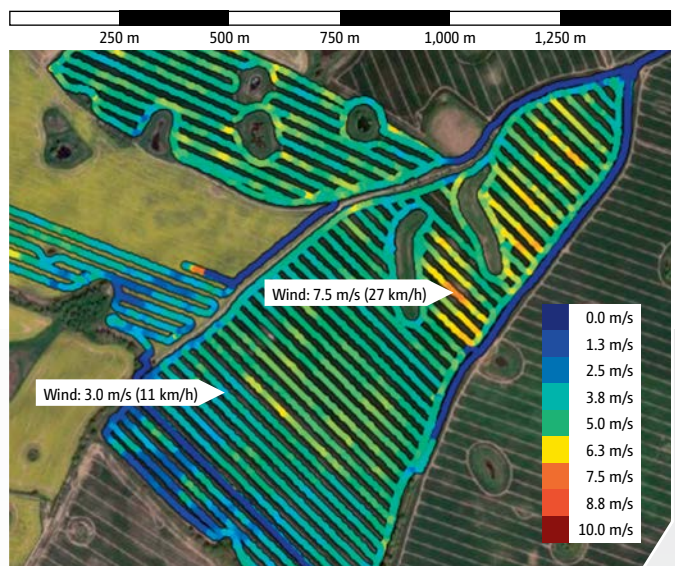 250 m 500 m 750 m 1,000 m 1,250 m
Wind: 7.5 m/s (27 km/h)
Wind: 3.0 m/s (11 km/h)
0.0 m/s
1.3 m/s
2.5 m/s
3.8 m/s
5.0 m/s
6.3 m/s
7.5 m/s
8.8 m/s
10.0 m/s